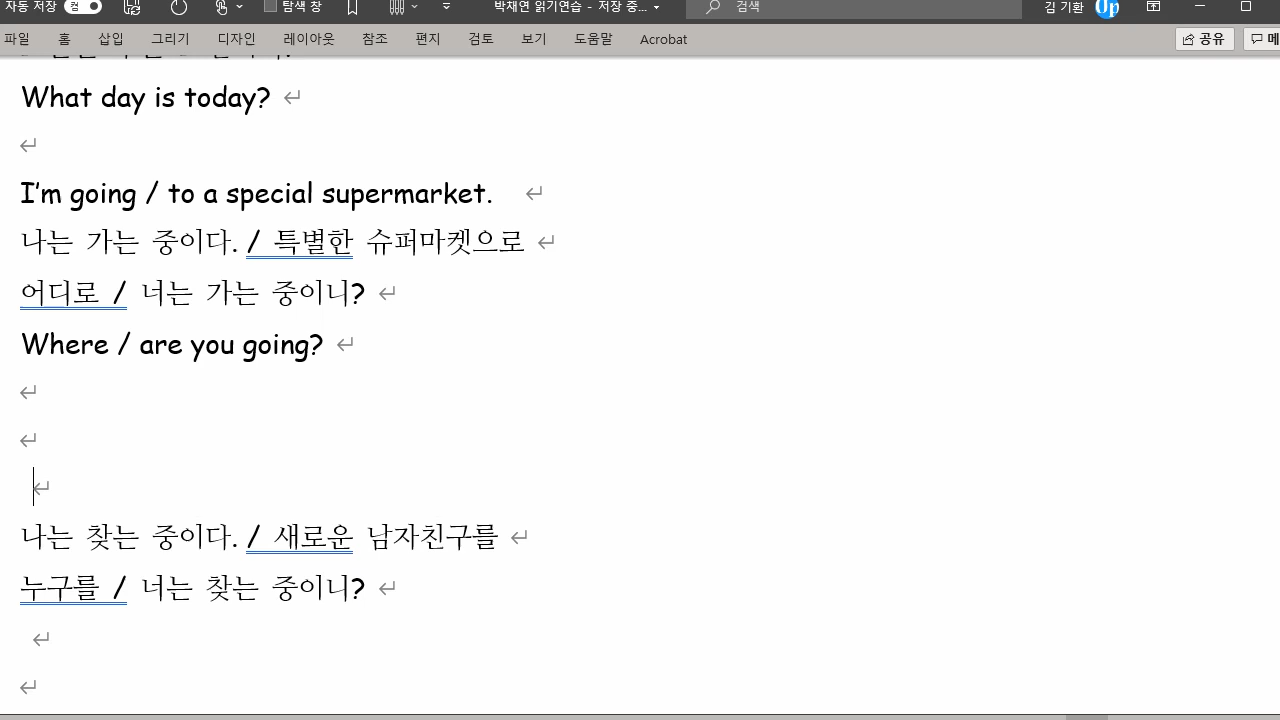 자동 저장 컴 탐색 창 박채연 읽기연습 - 저장 중... 검색 김 기환 Up
파일 홈 삽입 그리기 디자인 레이아웃 참조 편지 검토 보기 도움말 Acrobat 공유 메
What day is today?
I'm going / to a special supermarket.
나는 가는 중이다. / 특별한 슈퍼마켓으로
어디로 / 너는 가는 중이니?
Where / are you going?
나는 찾는 중이다. / 새로운 남자친구를
누구를 / 너는 찾는 중이니?